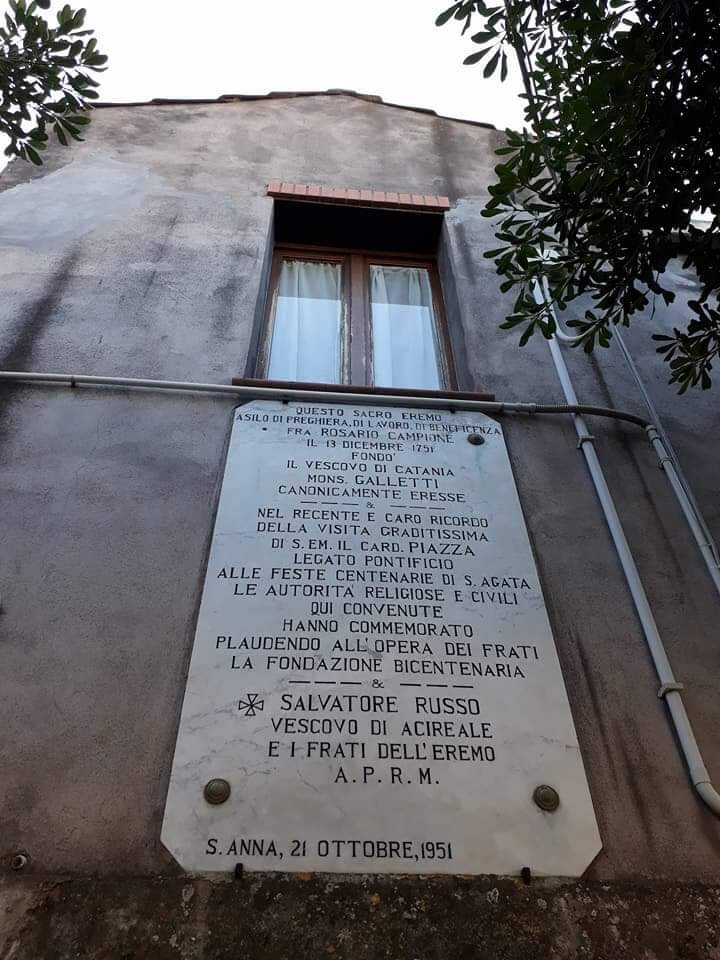 QUESTO SACRO EREMO
ASILO DI PREGHIERA, DI LAVORO, DI BENEFICENZA
FRA ROSARIO CAMPIONE
IL 13 DICEMBRE 1751
FONDO'
IL VESCOVO DI CATANIA
MONS. GALLETTI
CANONICAMENTE ERESSE
&
NEL RECENTE E CARO RICORDO
DELLA VISITA GRADITISSIMA
DI S. EM. IL CARD. PIAZZA
LEGATO PONTIFICIO
ALLE FESTE CENTENARIE DI S. AGATA
LE AUTORITA' RELIGIOSE E CIVILI
QUI CONVENUTE
HANNO COMMEMORATO
PLAUDENDO ALL'OPERA DEI FRATI
LA FONDAZIONE BICENTENARIA
&
SALVATORE RUSSO
VESCOVO DI ACIREALE
E I FRATI DELL'EREMO
A. P. R. M.
S. ANNA, 21 OTTOBRE, 1951